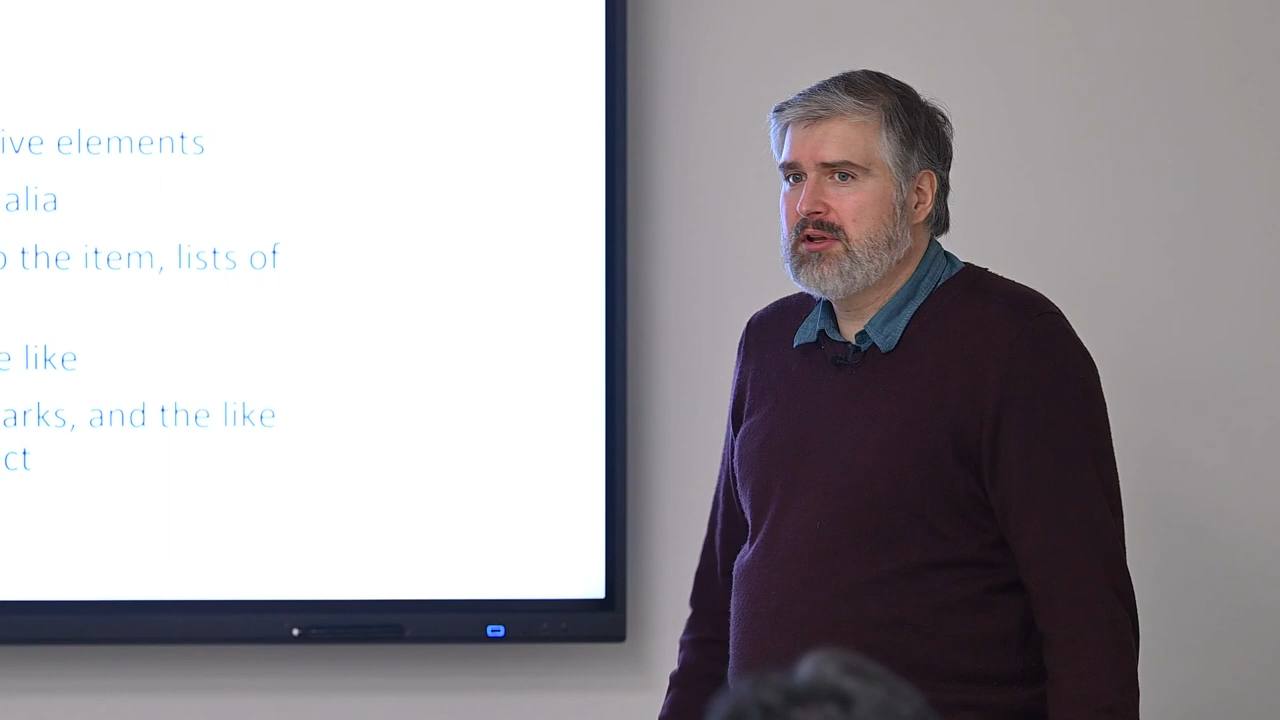 ive elements
alia
the item, lists of
e like
arks, and the like
ct